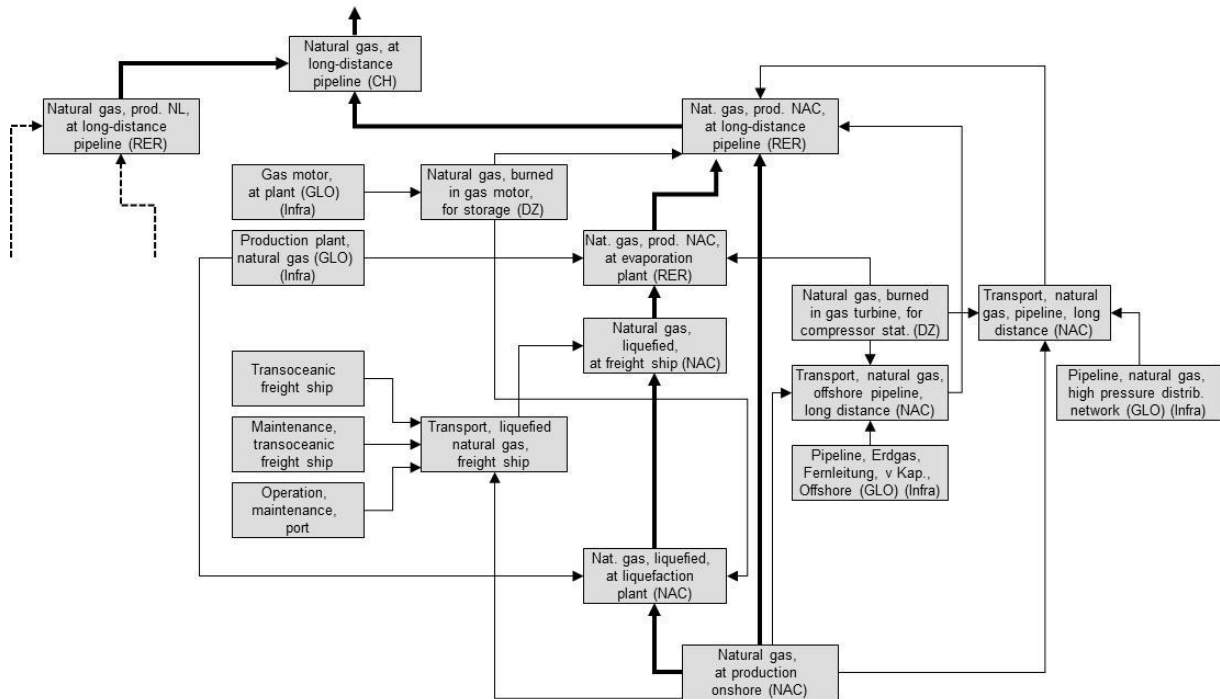 Natural gas, at
long-distance
pipeline (CH)
Natural gas, prod. NL,
at long-distance
pipeline (RER)
Nat. gas, prod. NAC,
at long-distance
pipeline (RER)
Gas motor,
at plant (GLO)
(Infra)
Natural gas, burned
in gas motor,
for storage (DZ)
Production plant,
natural gas (GLO)
(Infra)
Nat. gas, prod. NAC,
at evaporation
plant (RER)
Natural gas, burned
in gas turbine, for
compressor stat. (DZ)
Transport, natural
gas, pipeline, long
distance (NAC)
Natural gas,
liquefied,
at freight ship (NAC)
Transoceanic
freight ship
Transport, natural gas,
offshore pipeline,
long distance (NAC)
Pipeline, natural gas,
high pressure distrib.
network (GLO) (Infra)
Maintenance,
transoceanic
freight ship
Transport, liquefied
natural gas,
freight ship
Pipeline, Erdgas,
Fernleitung, v Kap.,
Offshore (GLO) (Infra)
Operation,
maintenance,
port
Nat. gas, liquefied,
at liquefaction
plant (NAC)
Natural gas,
at production
onshore (NAC)